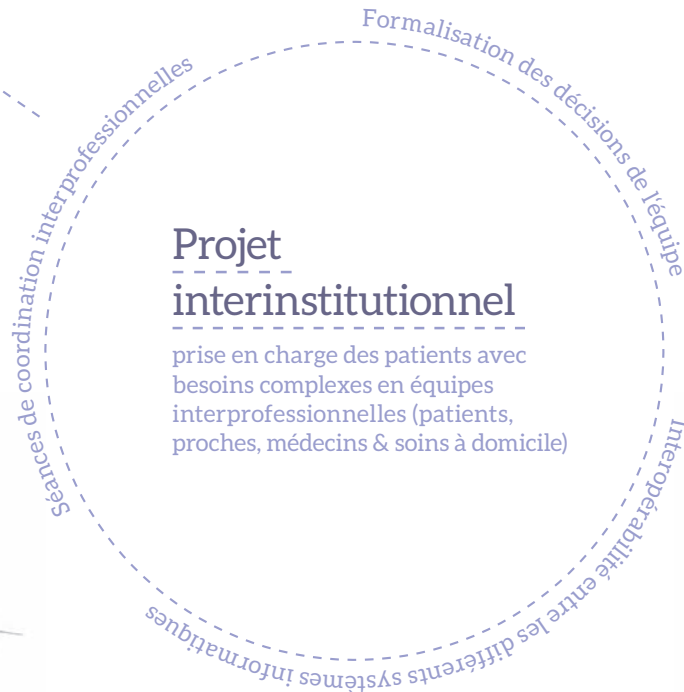 Formalisation des décisions de l'équipe
Séances de coordination interprofessionnelles
Projet
interinstitutionnel
prise en charge des patients avec
besoins complexes en équipes
interprofessionnelles (patients,
proches, médecins & soins à domicile)
Interopérabilité entre les différents systèmes informatiques